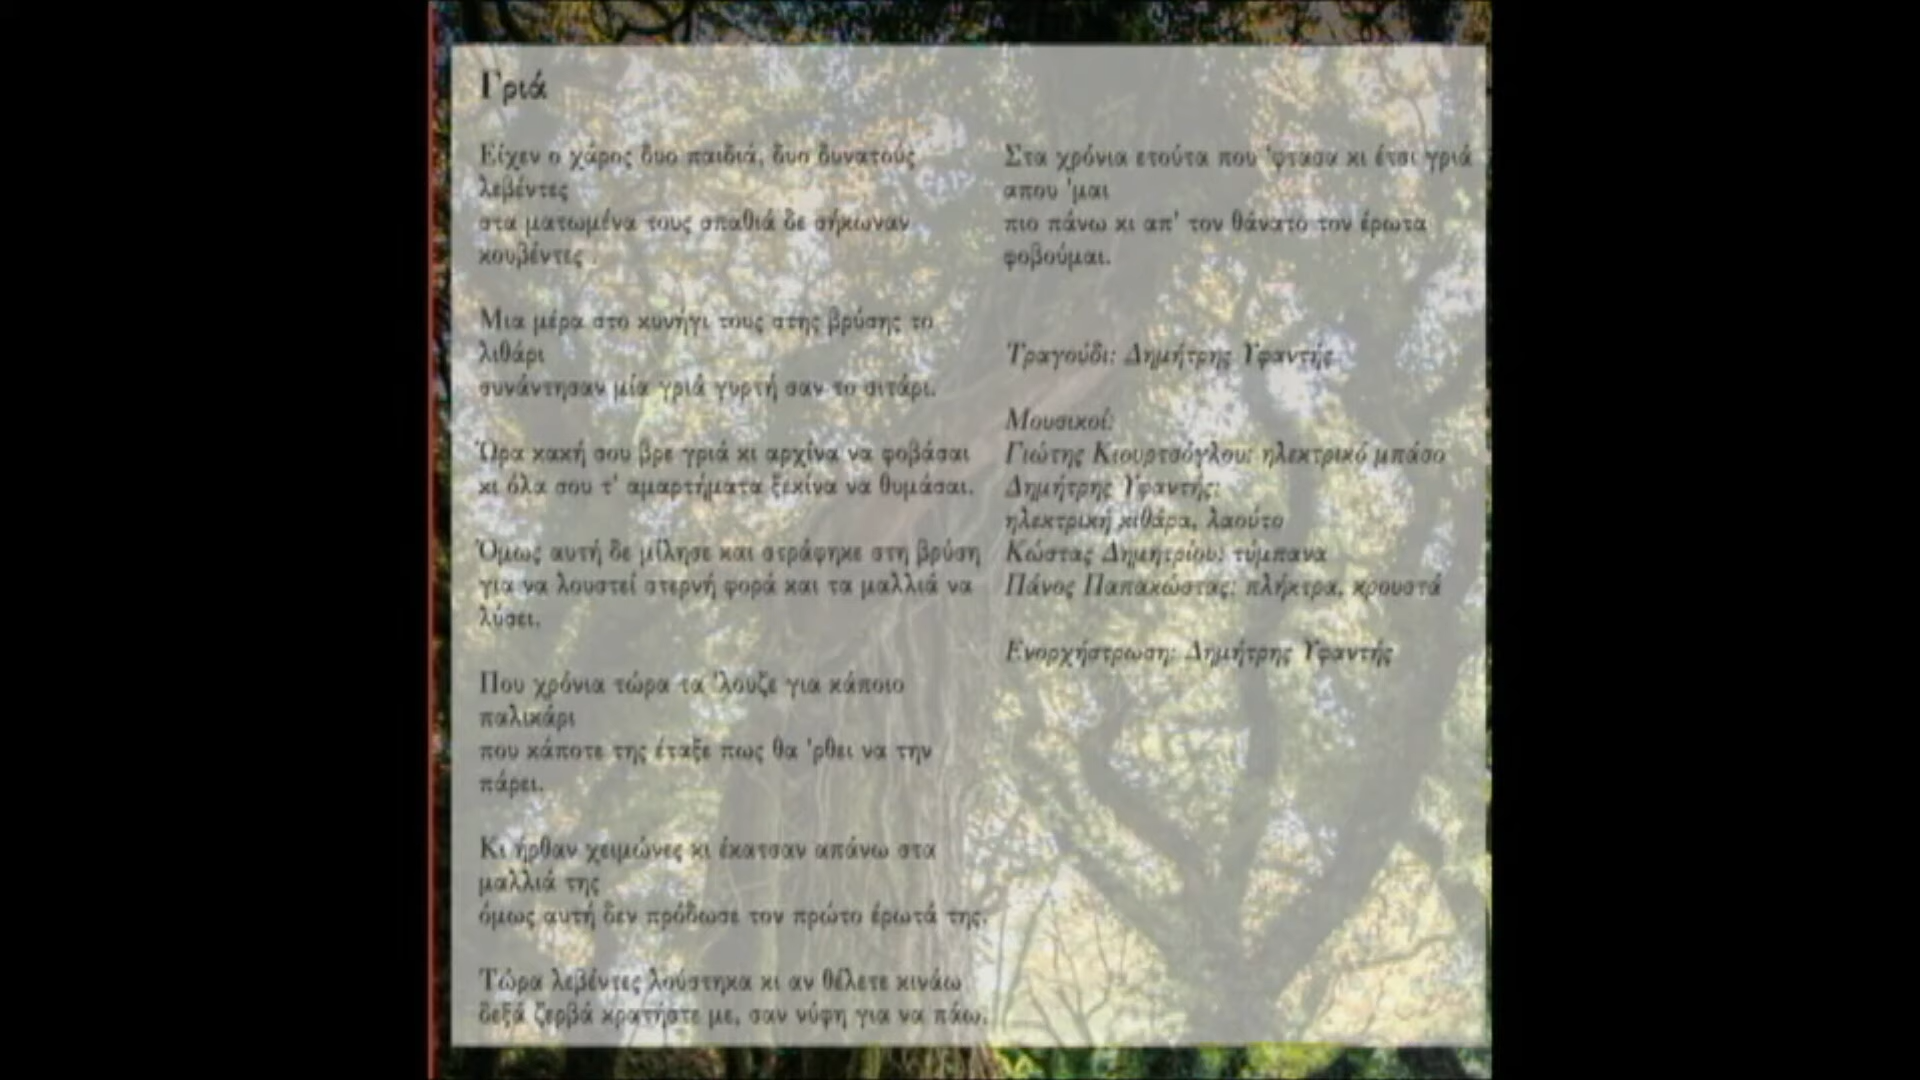 Γριά
Είχεν ο χάρος δυο παιδιά, δυο δυνατούς
λεβέντες
στα ματωμένα τους σπαθιά δε σήκωναν
κουβέντες .
Μια μέρα στο κυνήγι τους στης βρύσης το
λιθάρι
συνάντησαν μία γριά γυρτή σαν το σιτάρι.
Ώρα κακή σου βρε γριά κι αρχίνα να φοβάσαι
κι όλα σου τ' αμαρτήματα ξεκίνα να θυμάσαι.
Όμως αυτή δε μίλησε και στράφηκε στη βρύση
για να λουστεί στερνή φορά και τα μαλλιά να
λύσει.
Που χρόνια τώρα τα 'λουζε για κάποιο
παλικάρι
που κάποτε της έταξε πως θα 'ρθει να την
πάρει.
Κι ήρθαν χειμώνες κι έκατσαν απάνω στα
μαλλιά της
όμως αυτή δεν πρόδωσε τον πρώτο έρωτά της.
Τώρα λεβέντες λούστηκα κι αν θέλετε κινάω
δεξά ζερβά κρατήστε με, σαν νύφη για να πάω.
Στα χρόνια ετούτα που 'φτασα κι έτσι γριά
απου 'μαι
πιο πάνω κι απ' τον θάνατο τον έρωτα
φοβούμαι.
Τραγούδι: Δημήτρης Υφαντής
Μουσικοί:
Γιώτης Κιουρτσόγλου: ηλεκτρικό μπάσο
Δημήτρης Υφαντής:
ηλεκτρική κιθάρα, λαούτο
Κώστας Δημητρίου: τύμπανα
Πάνος Παπακώστας: πλήκτρα, κρουστά
Ενορχήστρωση: Δημήτρης Υφαντής